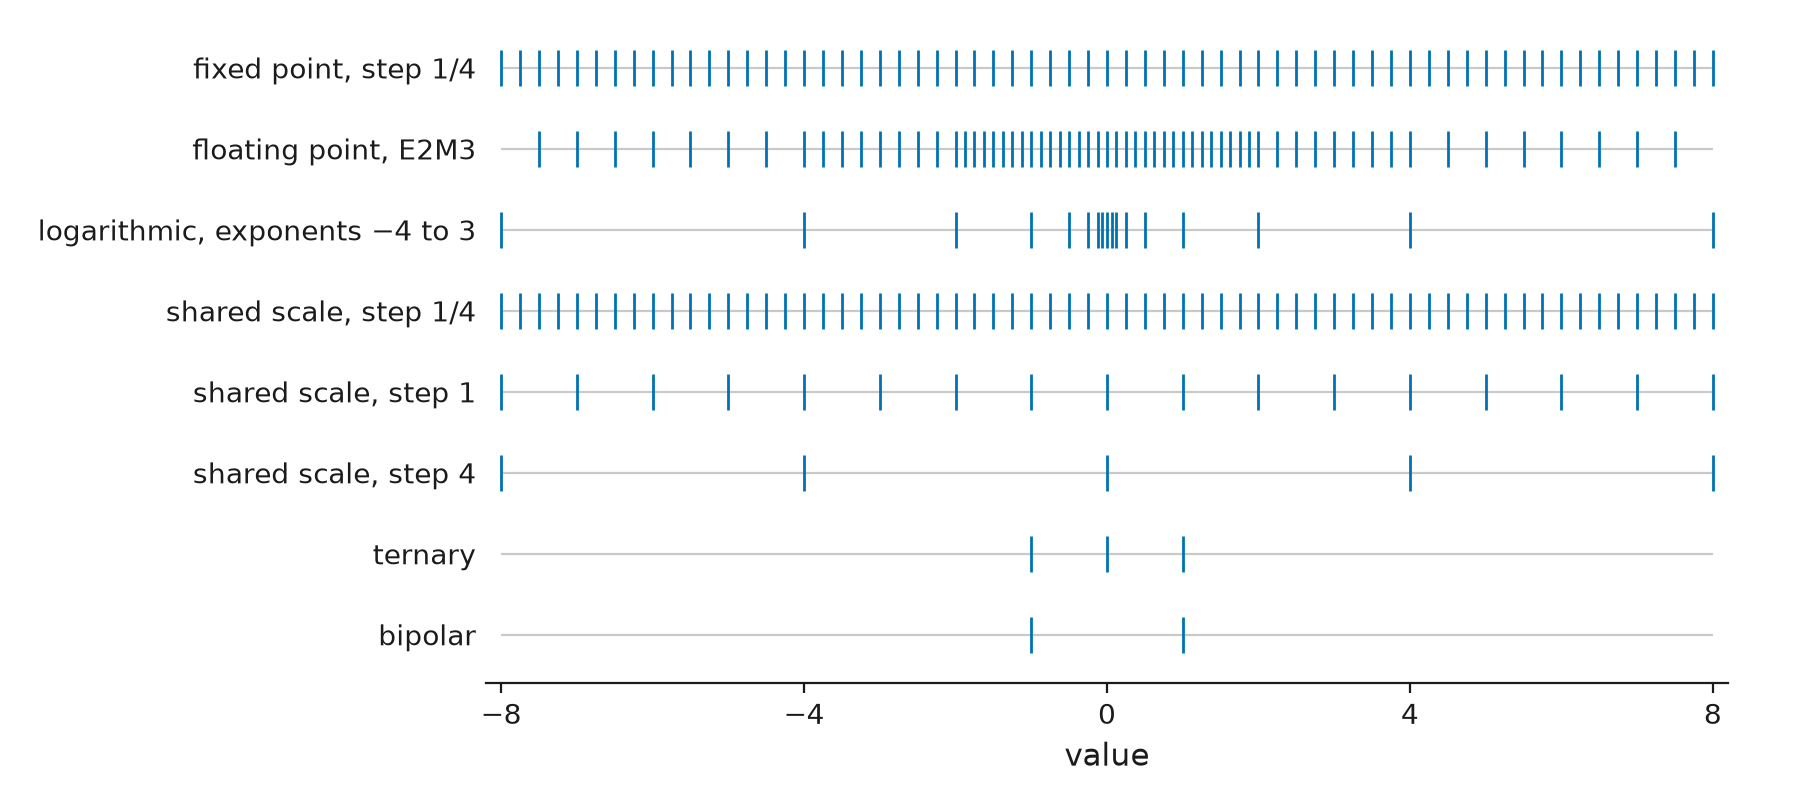 fixed point, step 1/4
floating point, E2M3
logarithmic, exponents −4 to 3
shared scale, step 1/4
shared scale, step 1
shared scale, step 4
ternary
bipolar
−8 −4 0 4 8
value